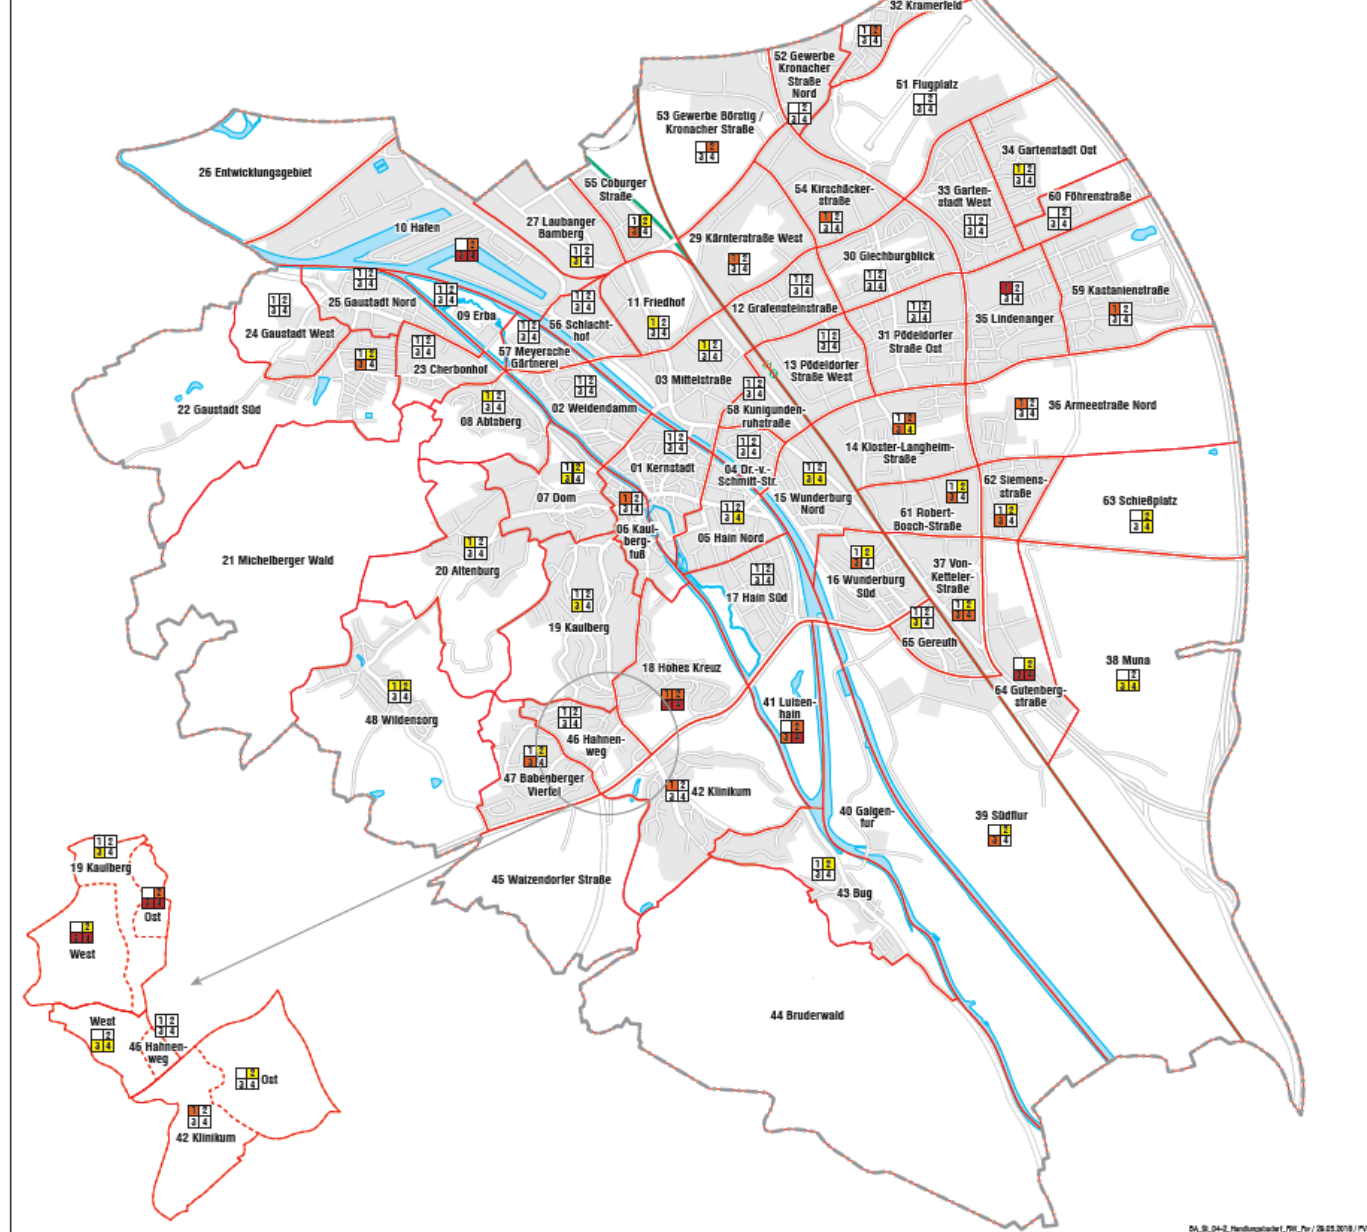 32 Kramerfeld
52 Gewerbe
Kronacher
Straße
Nord
51 Flugplatz
53 Gewerbe Börstig /
Kronacher Straße
34 Gartenstadt Ost
26 Entwicklungsgebiet
55 Coburger
Straße
54 Kirschäcker-
straße
33 Garten-
stadt West
60 Föhrenstraße
10 Hafen
27 Laubanger
Bamberg
29 Kärnterstraße West
30 Giechburgblick
25 Gaustadt Nord
09 Erba
56 Schlacht-
hof
11 Friedhof
12 Grafensteinstraße
35 Lindenanger
59 Kastanienstraße
24 Gaustadt West
57 Meyersche
Gärtnerei
31 Pödeldorfer
Straße Ost
23 Cherbonhof
03 Mittelstraße
13 Pödeldorfer
Straße West
22 Gaustadt Süd
08 Abtsberg
02 Weidendamm
58 Kunigunden-
ruhstraße
36 Armeestraße Nord
14 Kloster-Langheim-
Straße
01 Kernstadt
04 Dr.-v.-
Schmitt-Str.
07 Dom
15 Wunderburg
Nord
62 Siemens-
straße
63 Schießplatz
61 Robert-
Bosch-Straße
06 Kaul-
berg-
fuß
05 Hain Nord
21 Michelberger Wald
20 Altenburg
37 Von-
Ketteler-
Straße
16 Wunderburg
Süd
17 Hain Süd
19 Kaulberg
65 Gereuth
18 Hohes Kreuz
38 Muna
64 Gutenberg-
straße
48 Wildensorg
41 Luisen-
hain
46 Hahnen-
weg
47 Babenberger
Viertel
42 Klinikum
40 Galgen-
fur
39 Südflur
45 Waizendorfer Straße
43 Bug
44 Bruderwald
19 Kaulberg
Ost
West
West
46 Hahnen-
weg
Ost
42 Klinikum